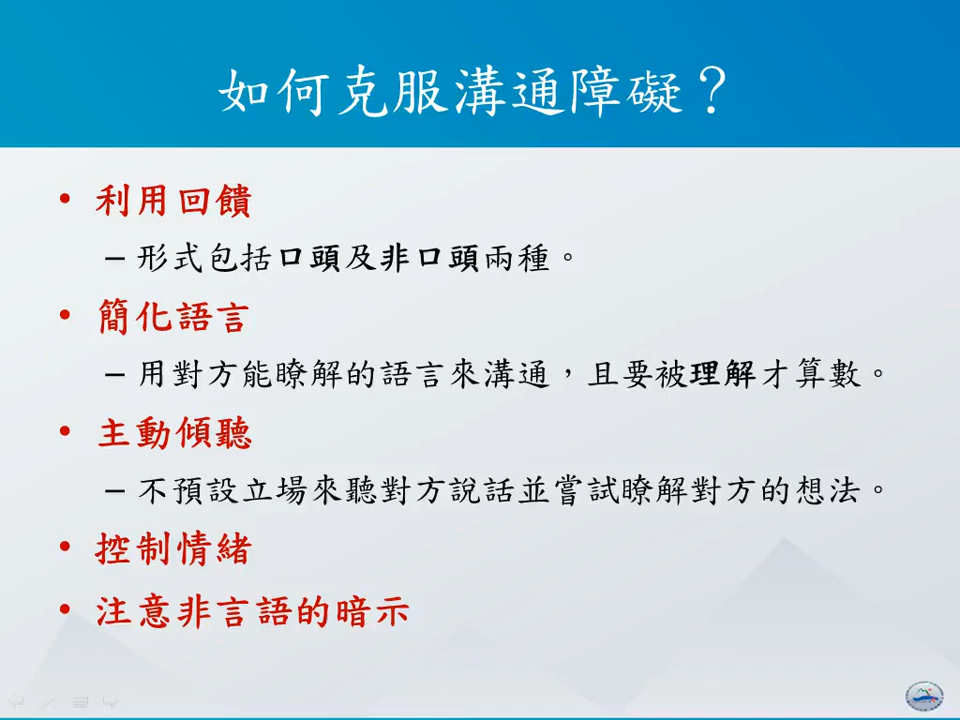 如何克服溝通障礙？
• 利用回饋
– 形式包括口頭及非口頭兩種。
• 簡化語言
– 用對方能瞭解的語言來溝通，且要被理解才算數。
• 主動傾聽
– 不預設立場來聽對方說話並嘗試瞭解對方的想法。
• 控制情緒
• 注意非言語的暗示